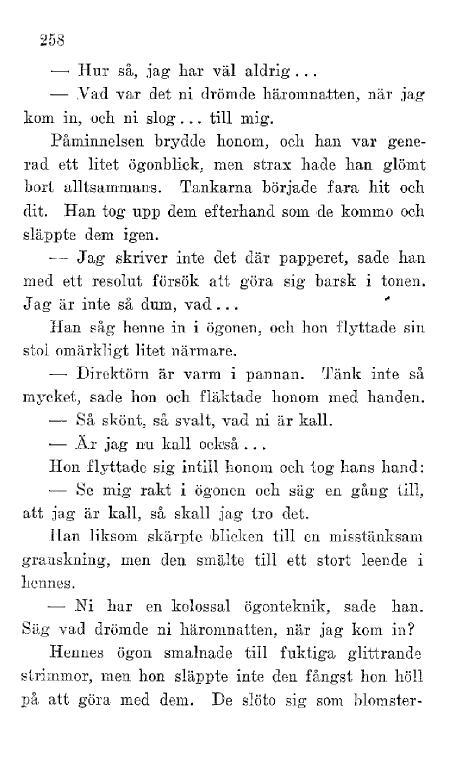 258
— Hur så, jag har väl aldrig ...
— Vad var det ni drömde häromnatten, när jag
kom in, och ni slog ... till mig.
Påminnelsen brydde honom, och han var gene-
rad ett litet ögonblick, men strax hade han glömt
bort alltsammans. Tankarna började fara hit och
dit. Han tog upp dem efterhand som de kommo och
släppte dem igen.
— Jag skriver inte det där papperet, sade han
med ett resolut försök att göra sig barsk i tonen.
Jag är inte så dum, vad ...
Han såg henne in i ögonen, och hon flyttade sin
stol omärkligt litet närmare.
— Direktörn är varm i pannan. Tänk inte så
mycket, sade hon och fläktade honom med handen.
— Så skönt, så svalt, vad ni är kall.
— Är jag nu kall också ...
Hon flyttade sig intill honom och tog hans hand:
— Se mig rakt i ögonen och säg en gång till,
att jag är kall, så skall jag tro det.
Han liksom skärpte blicken till en misstänksam
granskning, men den smälte till ett stort leende i
hennes.
— Ni har en kolossal ögonteknik, sade han.
Säg vad drömde ni häromnatten, när jag kom in?
Hennes ögon smalnade till fuktiga glittrande
strimmor, men hon släppte inte den fångst hon höll
på att göra med dem. De slöto sig som blomster-